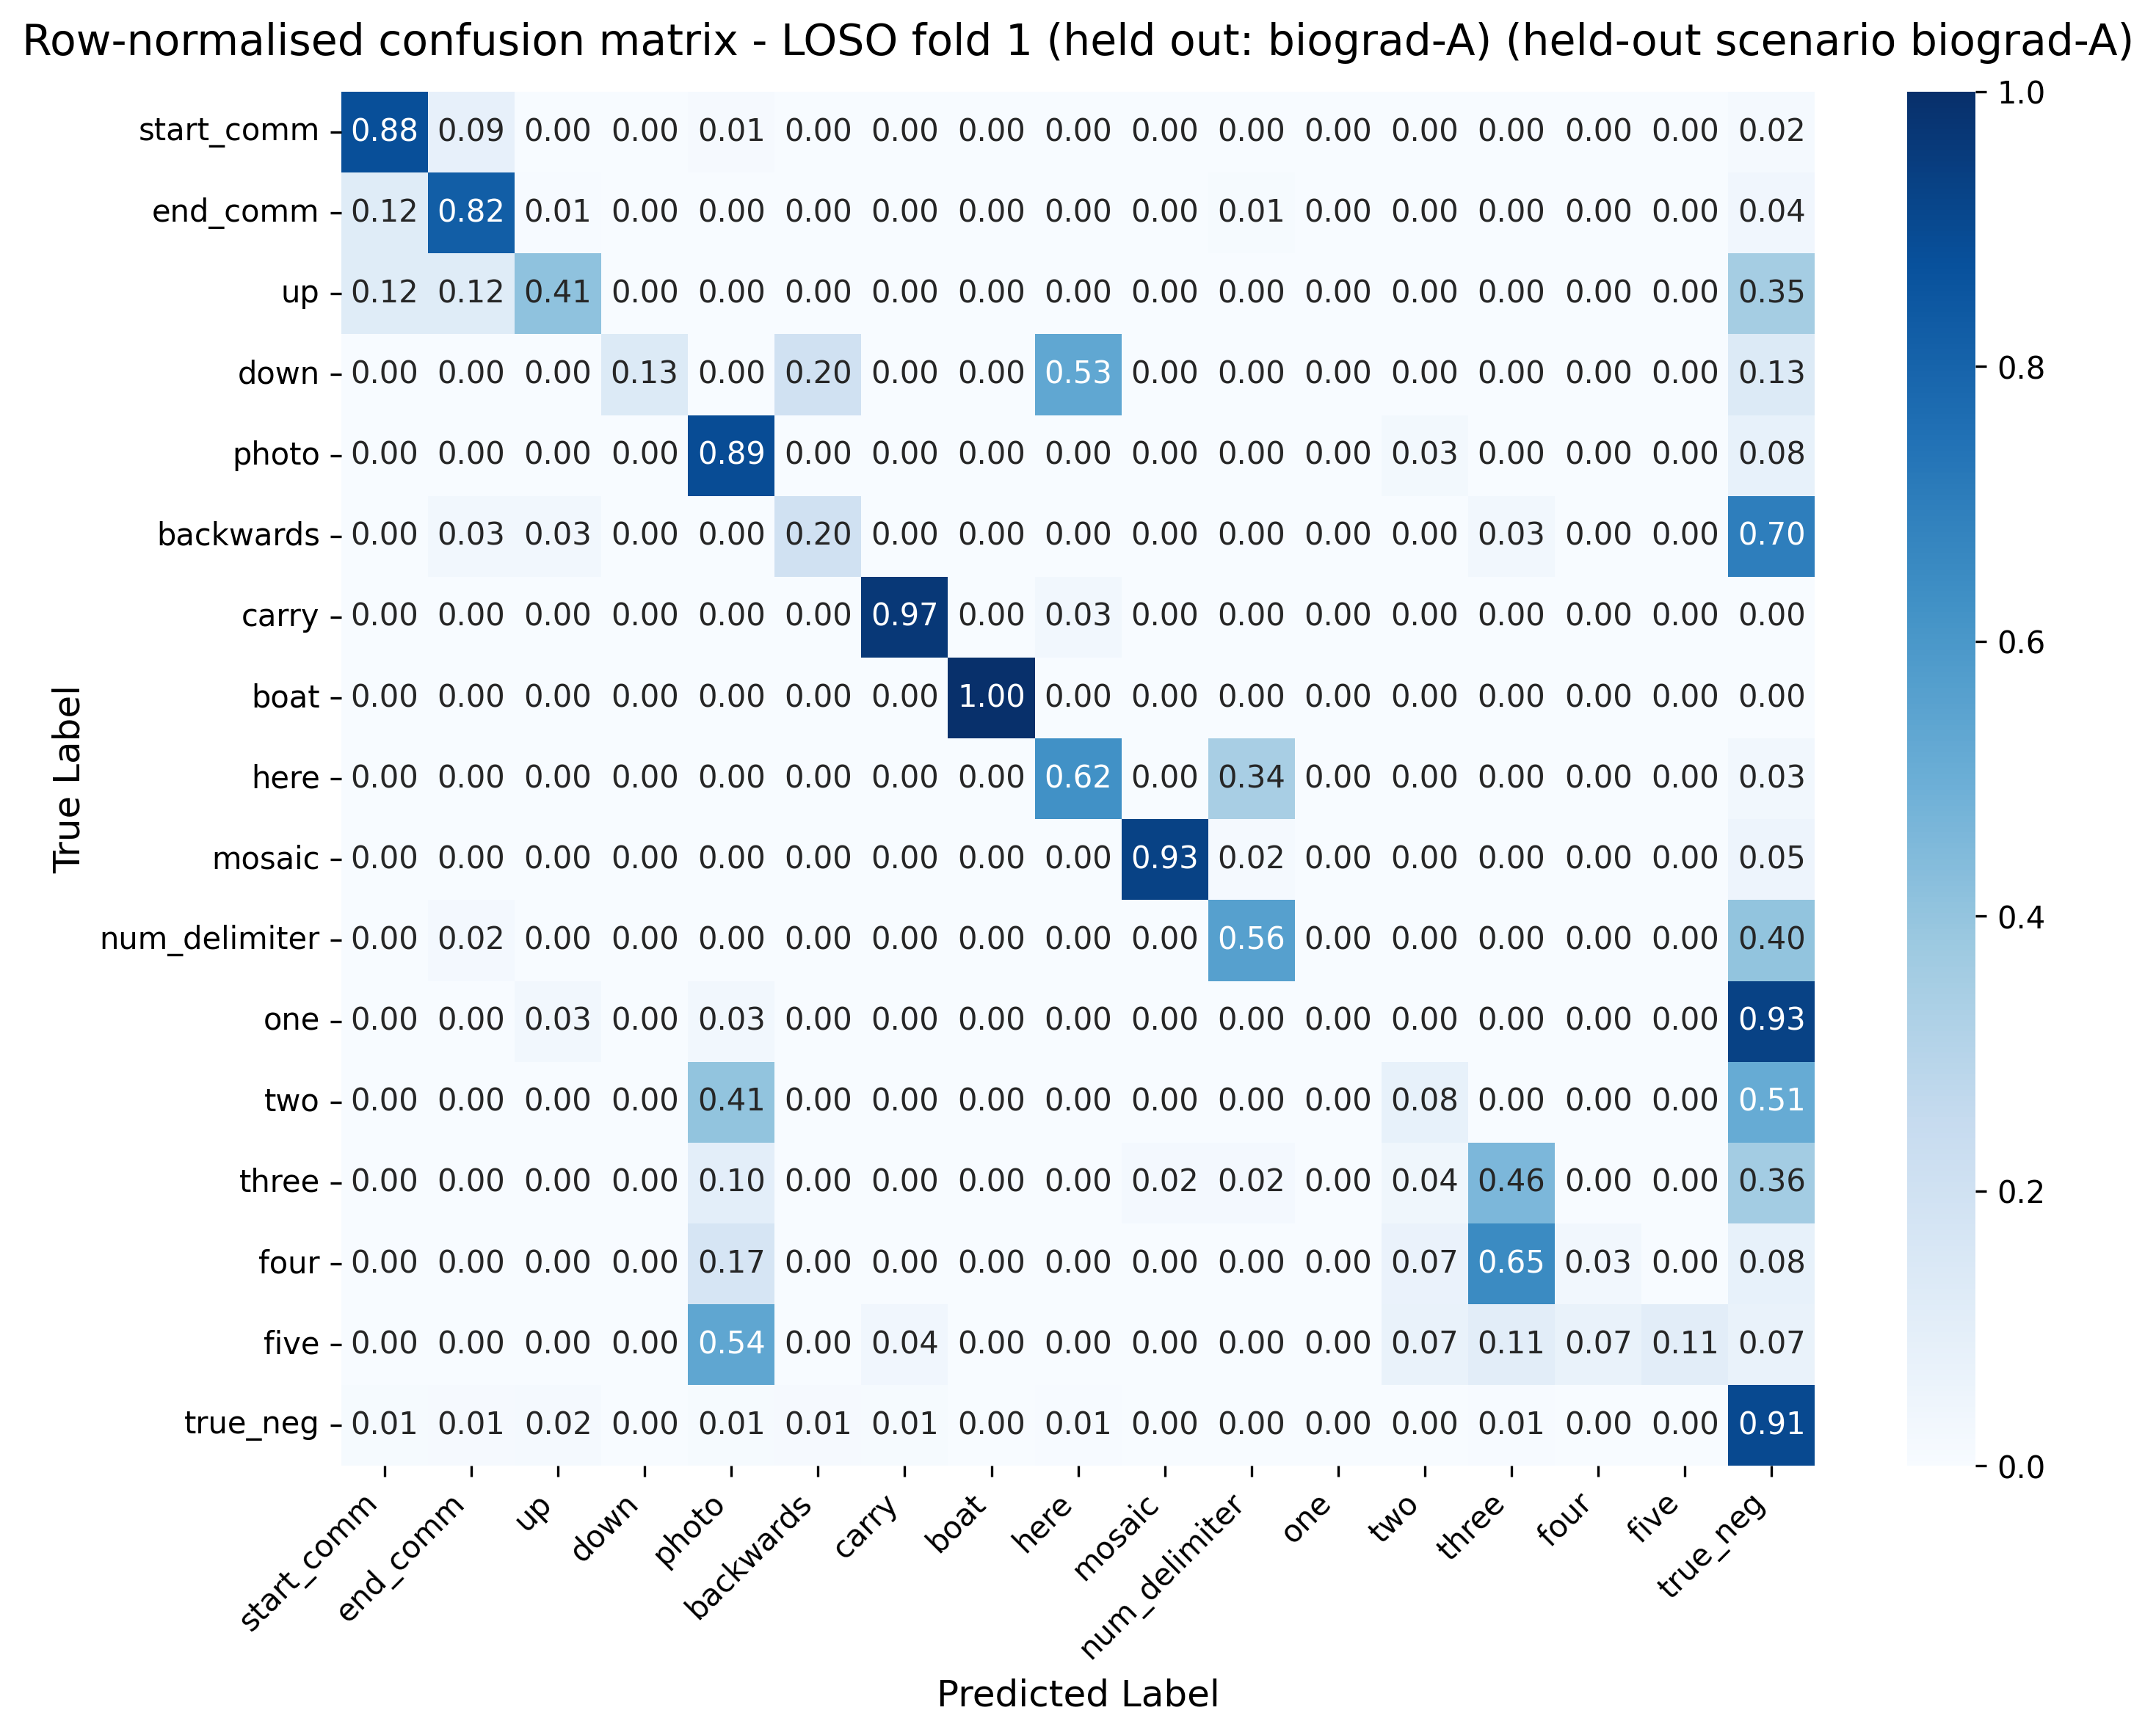 Row-normalised confusion matrix - LOSO fold 1 (held out: biograd-A) (held-out scenario biograd-A)
start_comm 0.88 0.09 0.00 0.00 0.01 0.00 0.00 0.00 0.00 0.00 0.00 0.00 0.00 0.00 0.00 0.00 0.02
end_comm 0.12 0.82 0.01 0.00 0.00 0.00 0.00 0.00 0.00 0.00 0.01 0.00 0.00 0.00 0.00 0.00 0.04
up 0.12 0.12 0.41 0.00 0.00 0.00 0.00 0.00 0.00 0.00 0.00 0.00 0.00 0.00 0.00 0.00 0.35
down 0.00 0.00 0.00 0.13 0.00 0.20 0.00 0.00 0.53 0.00 0.00 0.00 0.00 0.00 0.00 0.00 0.13
photo 0.00 0.00 0.00 0.00 0.89 0.00 0.00 0.00 0.00 0.00 0.00 0.00 0.03 0.00 0.00 0.00 0.08
backwards 0.00 0.03 0.03 0.00 0.00 0.20 0.00 0.00 0.00 0.00 0.00 0.00 0.00 0.03 0.00 0.00 0.70
carry 0.00 0.00 0.00 0.00 0.00 0.00 0.97 0.00 0.03 0.00 0.00 0.00 0.00 0.00 0.00 0.00 0.00
boat 0.00 0.00 0.00 0.00 0.00 0.00 0.00 1.00 0.00 0.00 0.00 0.00 0.00 0.00 0.00 0.00 0.00
here 0.00 0.00 0.00 0.00 0.00 0.00 0.00 0.00 0.62 0.00 0.34 0.00 0.00 0.00 0.00 0.00 0.03
mosaic 0.00 0.00 0.00 0.00 0.00 0.00 0.00 0.00 0.00 0.93 0.02 0.00 0.00 0.00 0.00 0.00 0.05
num_delimiter 0.00 0.02 0.00 0.00 0.00 0.00 0.00 0.00 0.00 0.00 0.56 0.00 0.00 0.00 0.00 0.00 0.40
one 0.00 0.00 0.03 0.00 0.03 0.00 0.00 0.00 0.00 0.00 0.00 0.00 0.00 0.00 0.00 0.00 0.93
two 0.00 0.00 0.00 0.00 0.41 0.00 0.00 0.00 0.00 0.00 0.00 0.00 0.08 0.00 0.00 0.00 0.51
three 0.00 0.00 0.00 0.00 0.10 0.00 0.00 0.00 0.00 0.02 0.02 0.00 0.04 0.46 0.00 0.00 0.36
four 0.00 0.00 0.00 0.00 0.17 0.00 0.00 0.00 0.00 0.00 0.00 0.00 0.07 0.65 0.03 0.00 0.08
five 0.00 0.00 0.00 0.00 0.54 0.00 0.04 0.00 0.00 0.00 0.00 0.00 0.07 0.11 0.07 0.11 0.07
true_neg 0.01 0.01 0.02 0.00 0.01 0.01 0.01 0.00 0.01 0.00 0.00 0.00 0.00 0.01 0.00 0.00 0.91
True Label
start_comm end_comm up down photo backwards carry boat here mosaic num_delimiter one two three four five true_neg
Predicted Label
1.0
0.8
0.6
0.4
0.2
0.0